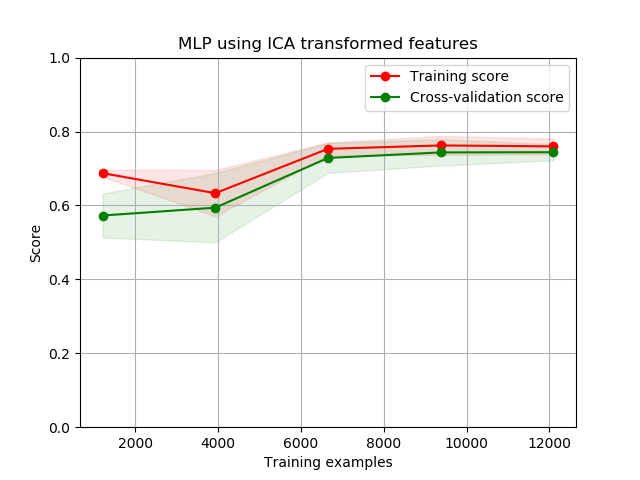 MLP using ICA transformed features
Training score
Cross-validation score
1.0
0.8
0.6
0.4
0.2
0.0
Score
2000 4000 6000 8000 10000 12000
Training examples